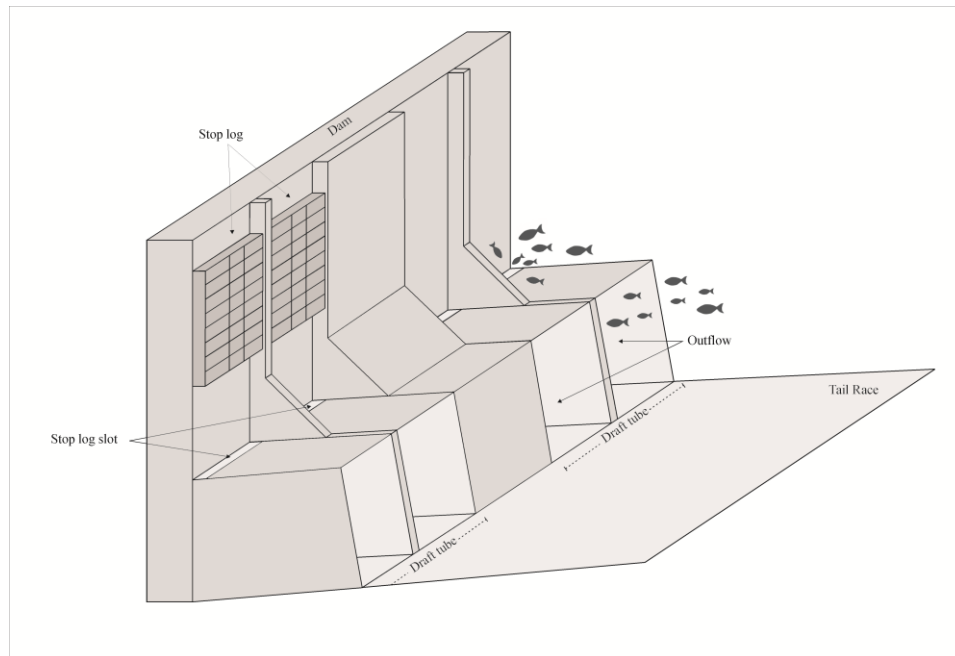 Dam
Stop log
Outflow
Tail Race
Stop log slot
Draft tube
Draft tube